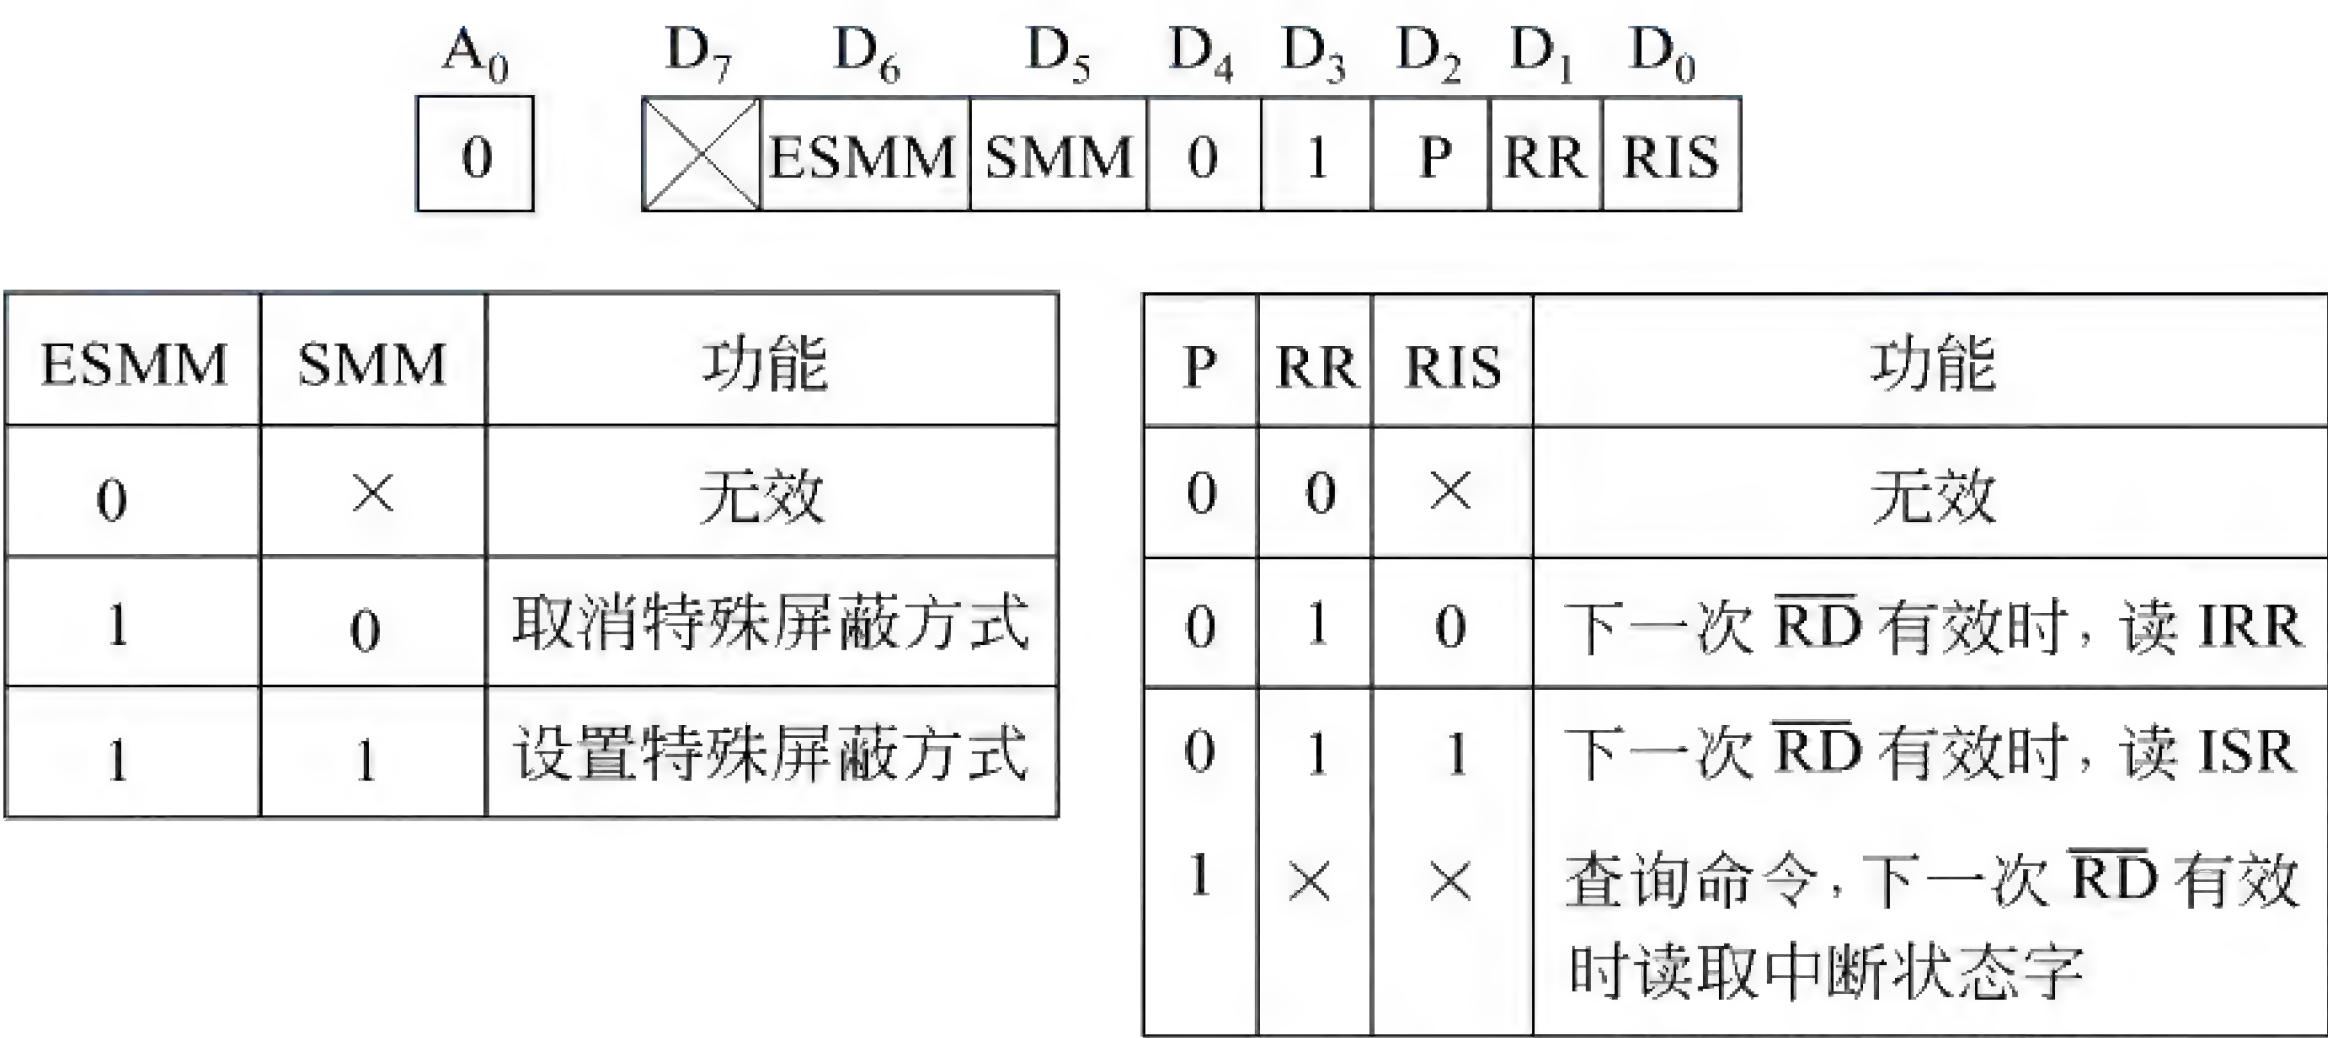 A₀ D₇ D₆ D₅ D₄ D₃ D₂ D₁ D₀
0 × ESMM SMM 0 1 P RR RIS
ESMM SMM 功能
0 × 无效
1 0 取消特殊屏蔽方式
1 1 设置特殊屏蔽方式
P RR RIS 功能
0 0 × 无效
0 1 0 下一次 R̅D̅ 有效时，读 IRR
0 1 1 下一次 R̅D̅ 有效时，读 ISR
1 × × 查询命令，下一次 R̅D̅ 有效
时读取中断状态字